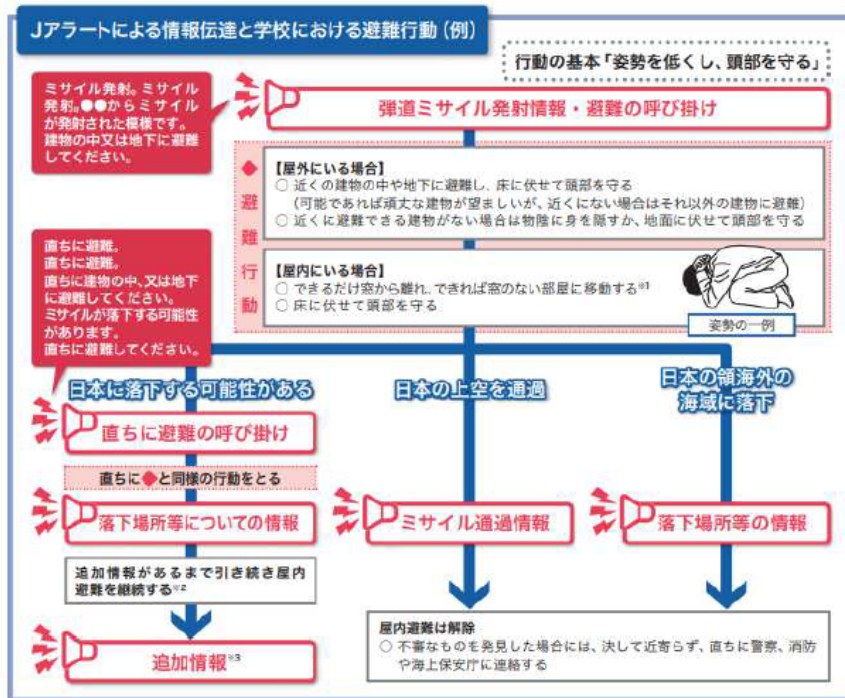 Jアラートによる情報伝達と学校における避難行動（例）
行動の基本「姿勢を低くし、頭部を守る」
ミサイル発射。ミサイル
発射。●●からミサイル
が発射された模様です。
建物の中又は地下に避難
してください。
弾道ミサイル発射情報・避難の呼び掛け
◆避難行動
【屋外にいる場合】
○ 近くの建物の中や地下に避難し、床に伏せて頭部を守る
（可能であれば頑丈な建物が望ましいが、近くにない場合はそれ以外の建物に避難）
○ 近くに避難できる建物がない場合は物陰に身を隠すか、地面に伏せて頭部を守る
【屋内にいる場合】
○ できるだけ窓から離れ、できれば窓のない部屋に移動する※1
○ 床に伏せて頭部を守る
姿勢の一例
直ちに避難。
直ちに避難。
直ちに建物の中、又は地下
に避難してください。
ミサイルが落下する可能性
があります。
直ちに避難してください。
日本に落下する可能性がある
直ちに避難の呼び掛け
直ちに◆と同様の行動をとる
落下場所等についての情報
追加情報があるまで引き続き屋内
避難を継続する※2
追加情報※3
日本の上空を通過
ミサイル通過情報
日本の領海外の
海域に落下
落下場所等の情報
屋内避難は解除
○ 不審なものを発見した場合には、決して近寄らず、直ちに警察、消防
や海上保安庁に連絡する